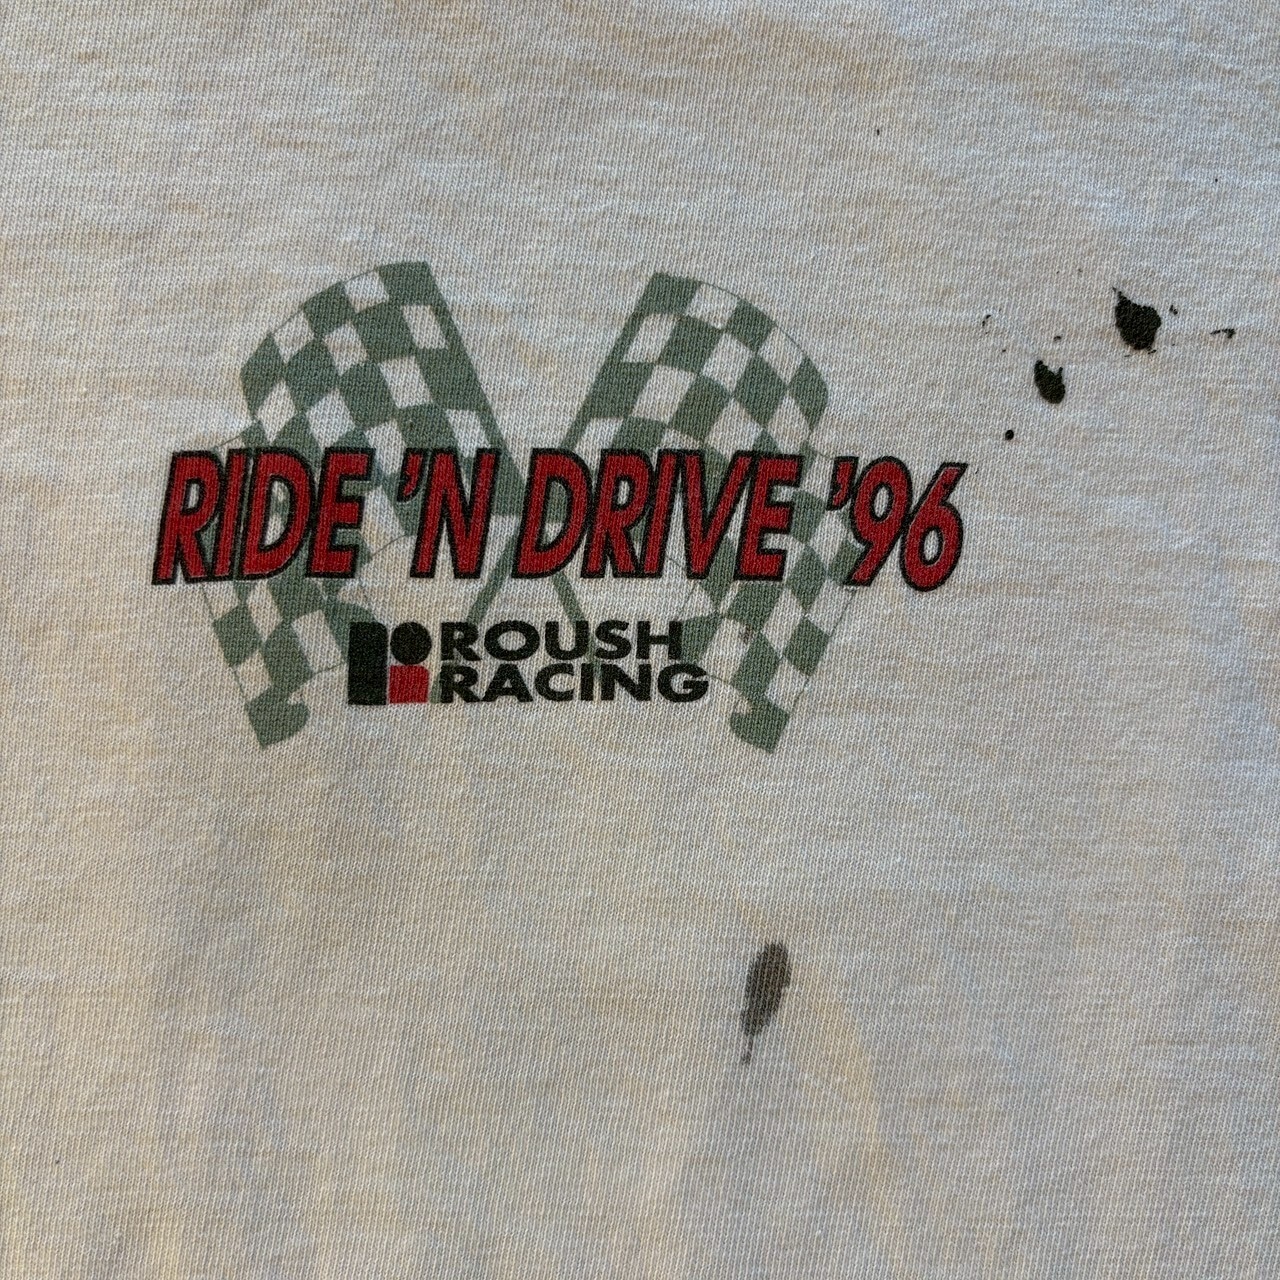 RIDE 'N DRIVE '96
ROUSH
RACING